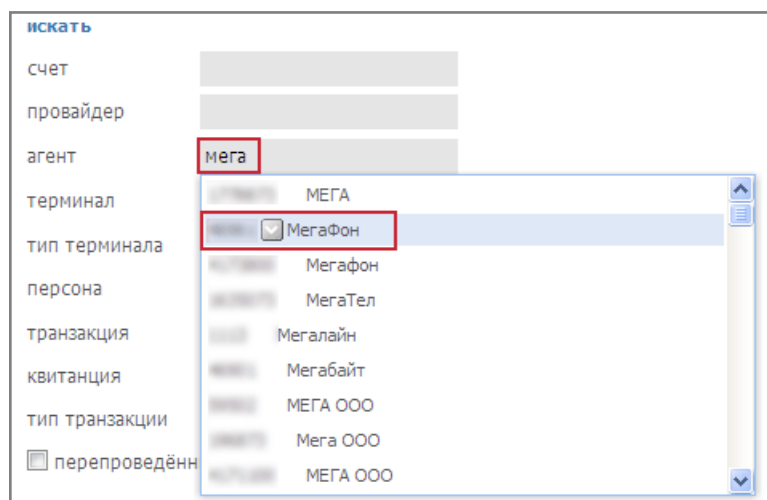 искать
счет
провайдер
агент мега
терминал
МЕГА
МегаФон
тип терминала
Мегафон
персона
МегаТел
транзакция
Мегалайн
квитанция
Мегабайт
МЕГА ООО
тип транзакции
Мега ООО
перепроведённ
МЕГА ООО